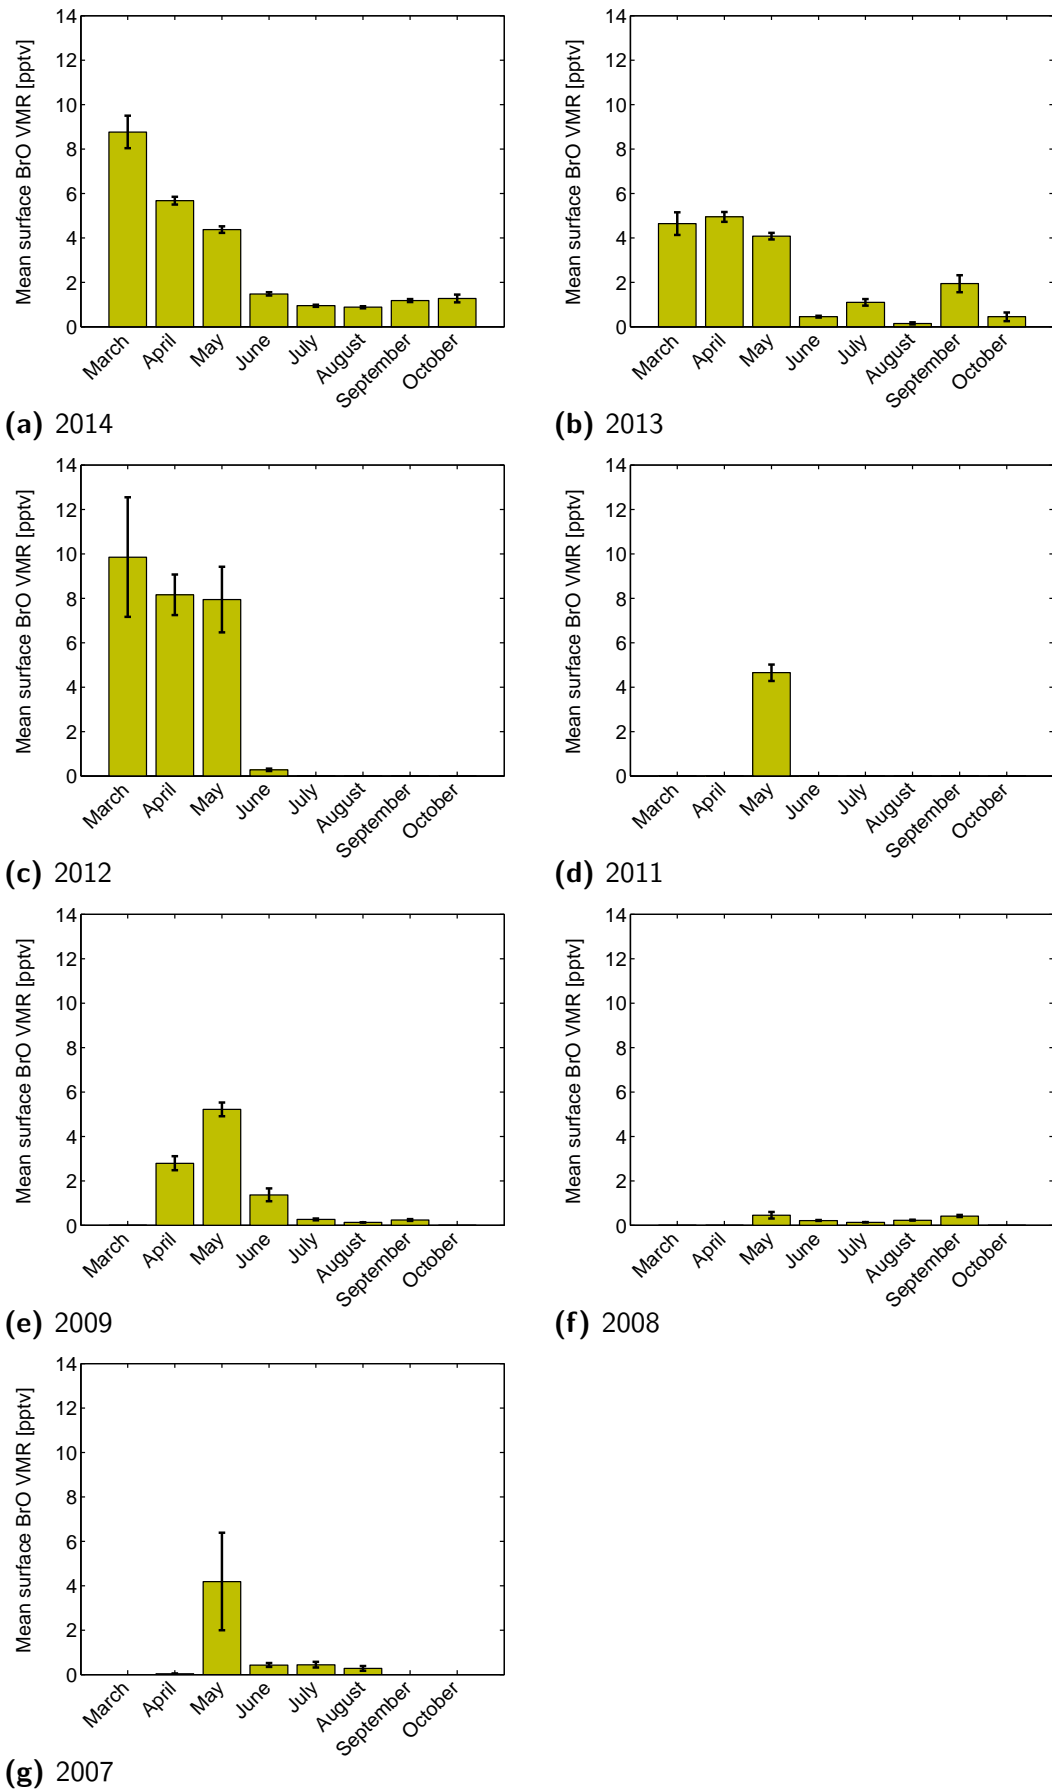 Mean surface BrO VMR [pptv]
14
12
10
8
6
4
2
0
March
April
May
June
July
August
September
October
(a) 2014
Mean surface BrO VMR [pptv]
14
12
10
8
6
4
2
0
March
April
May
June
July
August
September
October
(b) 2013
Mean surface BrO VMR [pptv]
14
12
10
8
6
4
2
0
March
April
May
June
July
August
September
October
(c) 2012
Mean surface BrO VMR [pptv]
14
12
10
8
6
4
2
0
March
April
May
June
July
August
September
October
(d) 2011
Mean surface BrO VMR [pptv]
14
12
10
8
6
4
2
0
March
April
May
June
July
August
September
October
(e) 2009
Mean surface BrO VMR [pptv]
14
12
10
8
6
4
2
0
March
April
May
June
July
August
September
October
(f) 2008
Mean surface BrO VMR [pptv]
14
12
10
8
6
4
2
0
March
April
May
June
July
August
September
October
(g) 2007